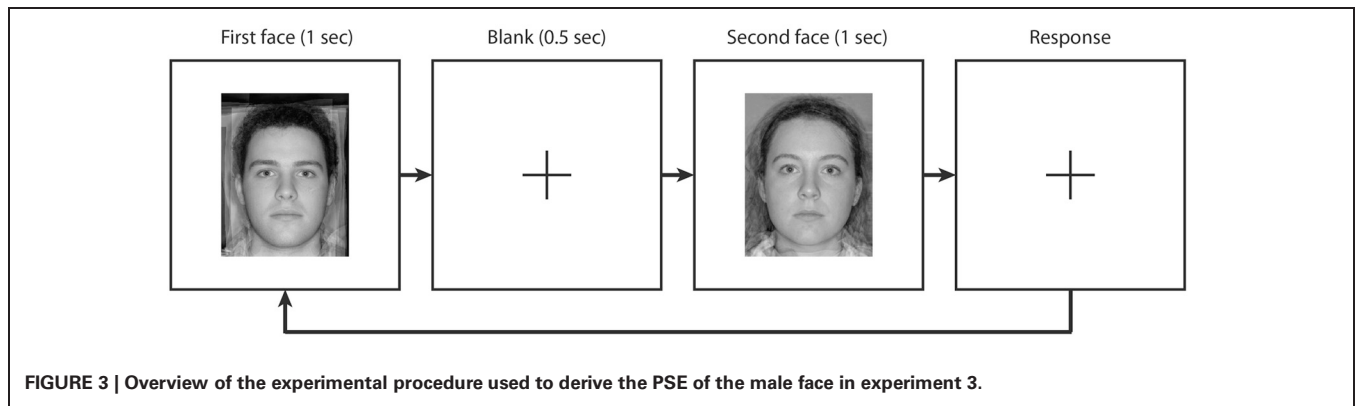 First face (1 sec)
Blank (0.5 sec)
Second face (1 sec)
Response
FIGURE 3 | Overview of the experimental procedure used to derive the PSE of the male face in experiment 3.